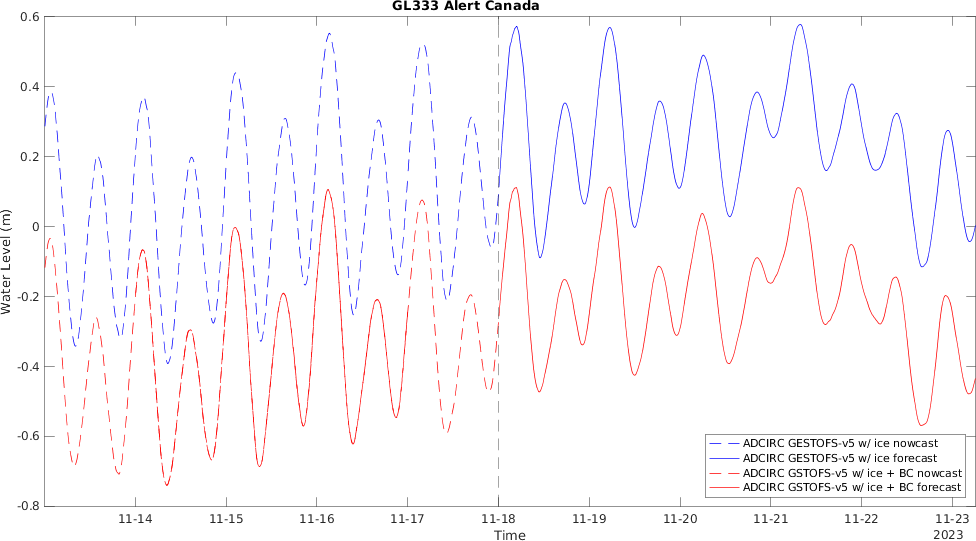 GL333 Alert Canada
Water Level (m)
0.6
0.4
0.2
0
-0.2
-0.4
-0.6
-0.8
ADCIRC GESTOFS-v5 w/ ice nowcast
ADCIRC GESTOFS-v5 w/ ice forecast
ADCIRC GSTOFS-v5 w/ ice + BC nowcast
ADCIRC GSTOFS-v5 w/ ice + BC forecast
11-14 11-15 11-16 11-17 11-18 11-19 11-20 11-21 11-22 11-23
Time
2023